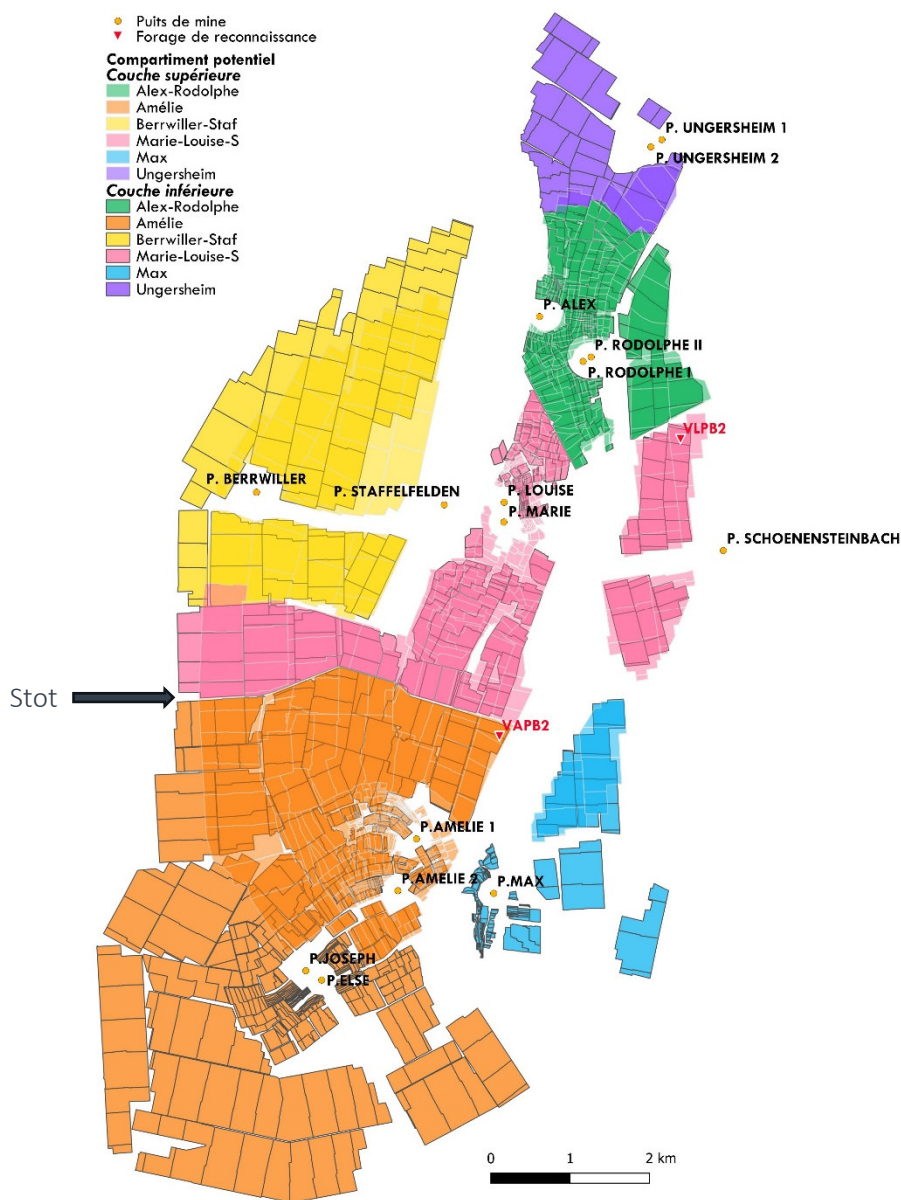 Puits de mine
Forage de reconnaissance
Compartiment potentiel
Couche supérieure
Alex-Rodolphe
Amélie
Berrwiller-Staf
Marie-Louise-S
Max
Ungersheim
Couche inférieure
Alex-Rodolphe
Amélie
Berrwiller-Staf
Marie-Louise-S
Max
Ungersheim
P. UNGERSHEIM 1
P. UNGERSHEIM 2
P. ALEX
P. RODOLPHE II
P. RODOLPHE I
VLPB2
P. BERRWILLER
P. STAFFELFELDEN
P. LOUISE
P. MARIE
P. SCHOENENSTEINBACH
Stot
VAPB2
P.AMELIE 1
P.AMELIE 2
P.MAX
P.JOSEPH
P.ELSE
0 1 2 km